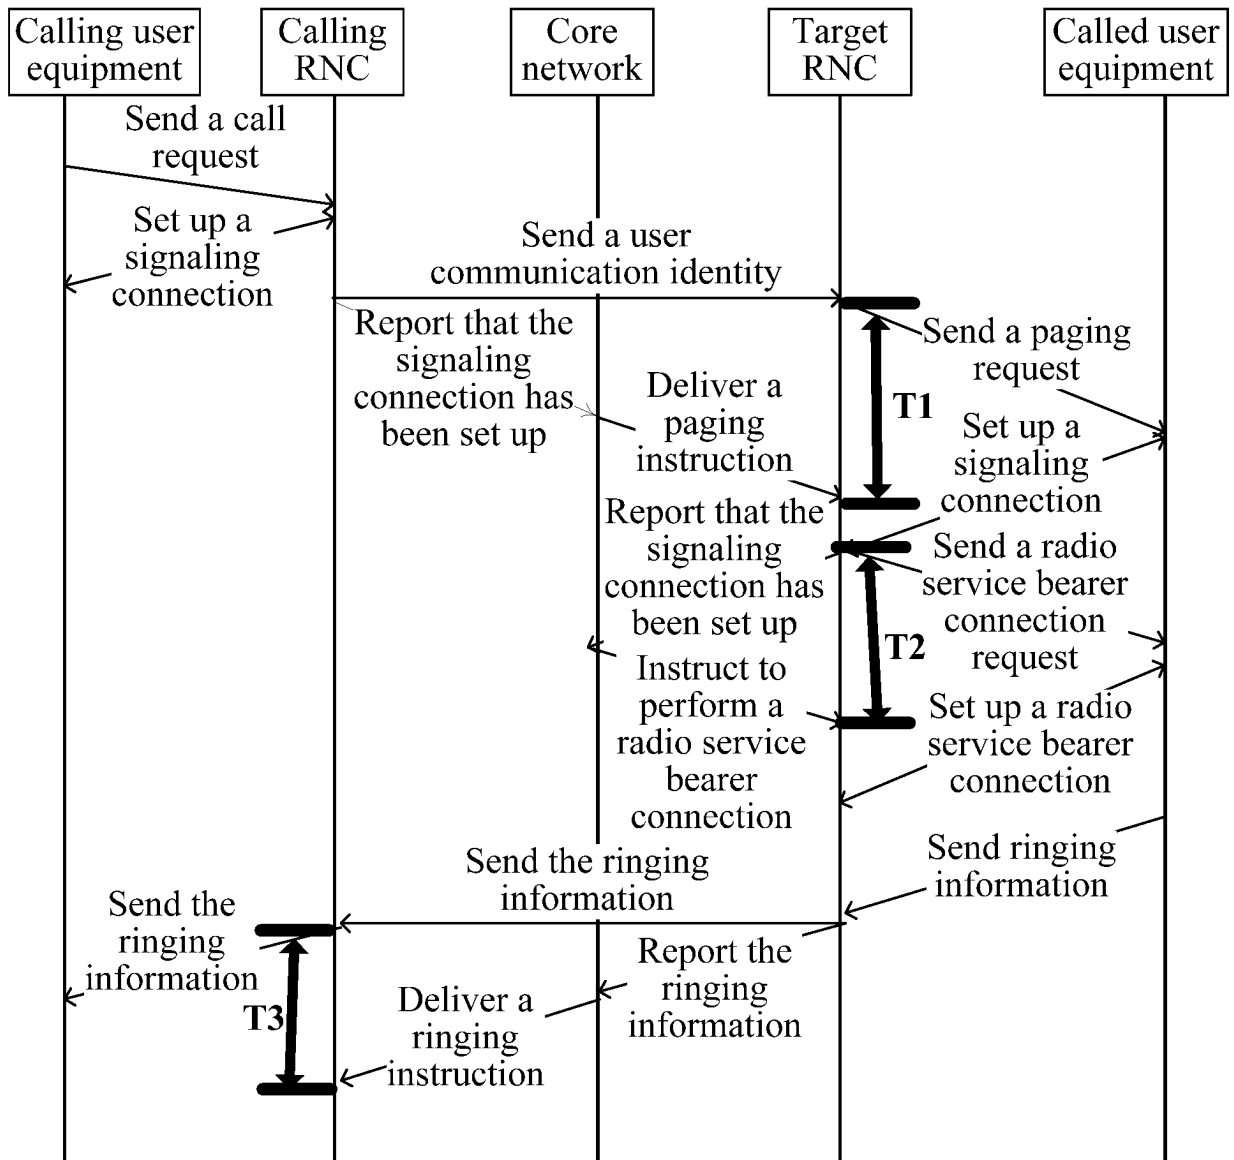 Calling user
equipment
Calling
RNC
Core
network
Target
RNC
Called user
equipment
Send a call
request
Set up a
signaling
connection
Send a user
communication identity
Report that the
signaling
connection has
been set up
Deliver a
paging
instruction
Send a paging
request
T1
Set up a
signaling
connection
Report that the
signaling
connection has
been set up
Send a radio
service bearer
connection
request
T2
Instruct to
perform a
radio service
bearer
connection
Set up a radio
service bearer
connection
Send ringing
information
Send the ringing
information
Send the
ringing
information
Report the
ringing
information
T3
Deliver a
ringing
instruction